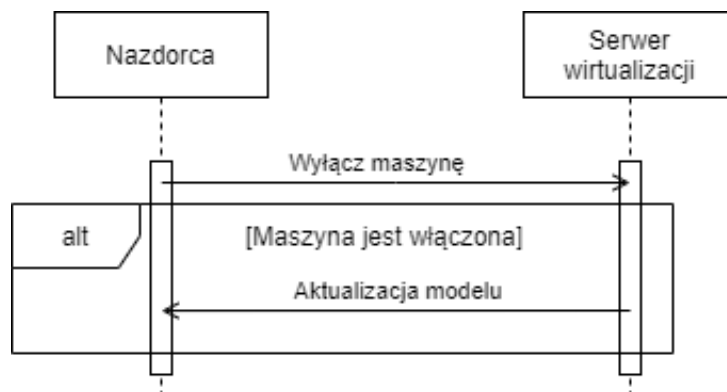 Nazdorca
Serwer
wirtualizacji
Wyłącz maszynę
alt
[Maszyna jest włączona]
Aktualizacja modelu